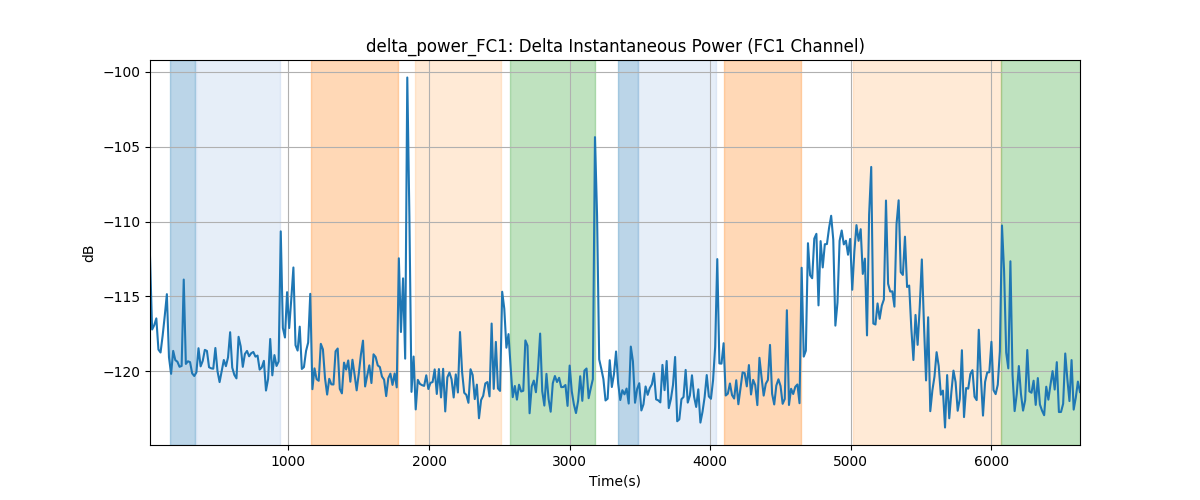 delta_power_FC1: Delta Instantaneous Power (FC1 Channel)
−100
−105
−110
−115
−120
dB
1000 2000 3000 4000 5000 6000
Time(s)